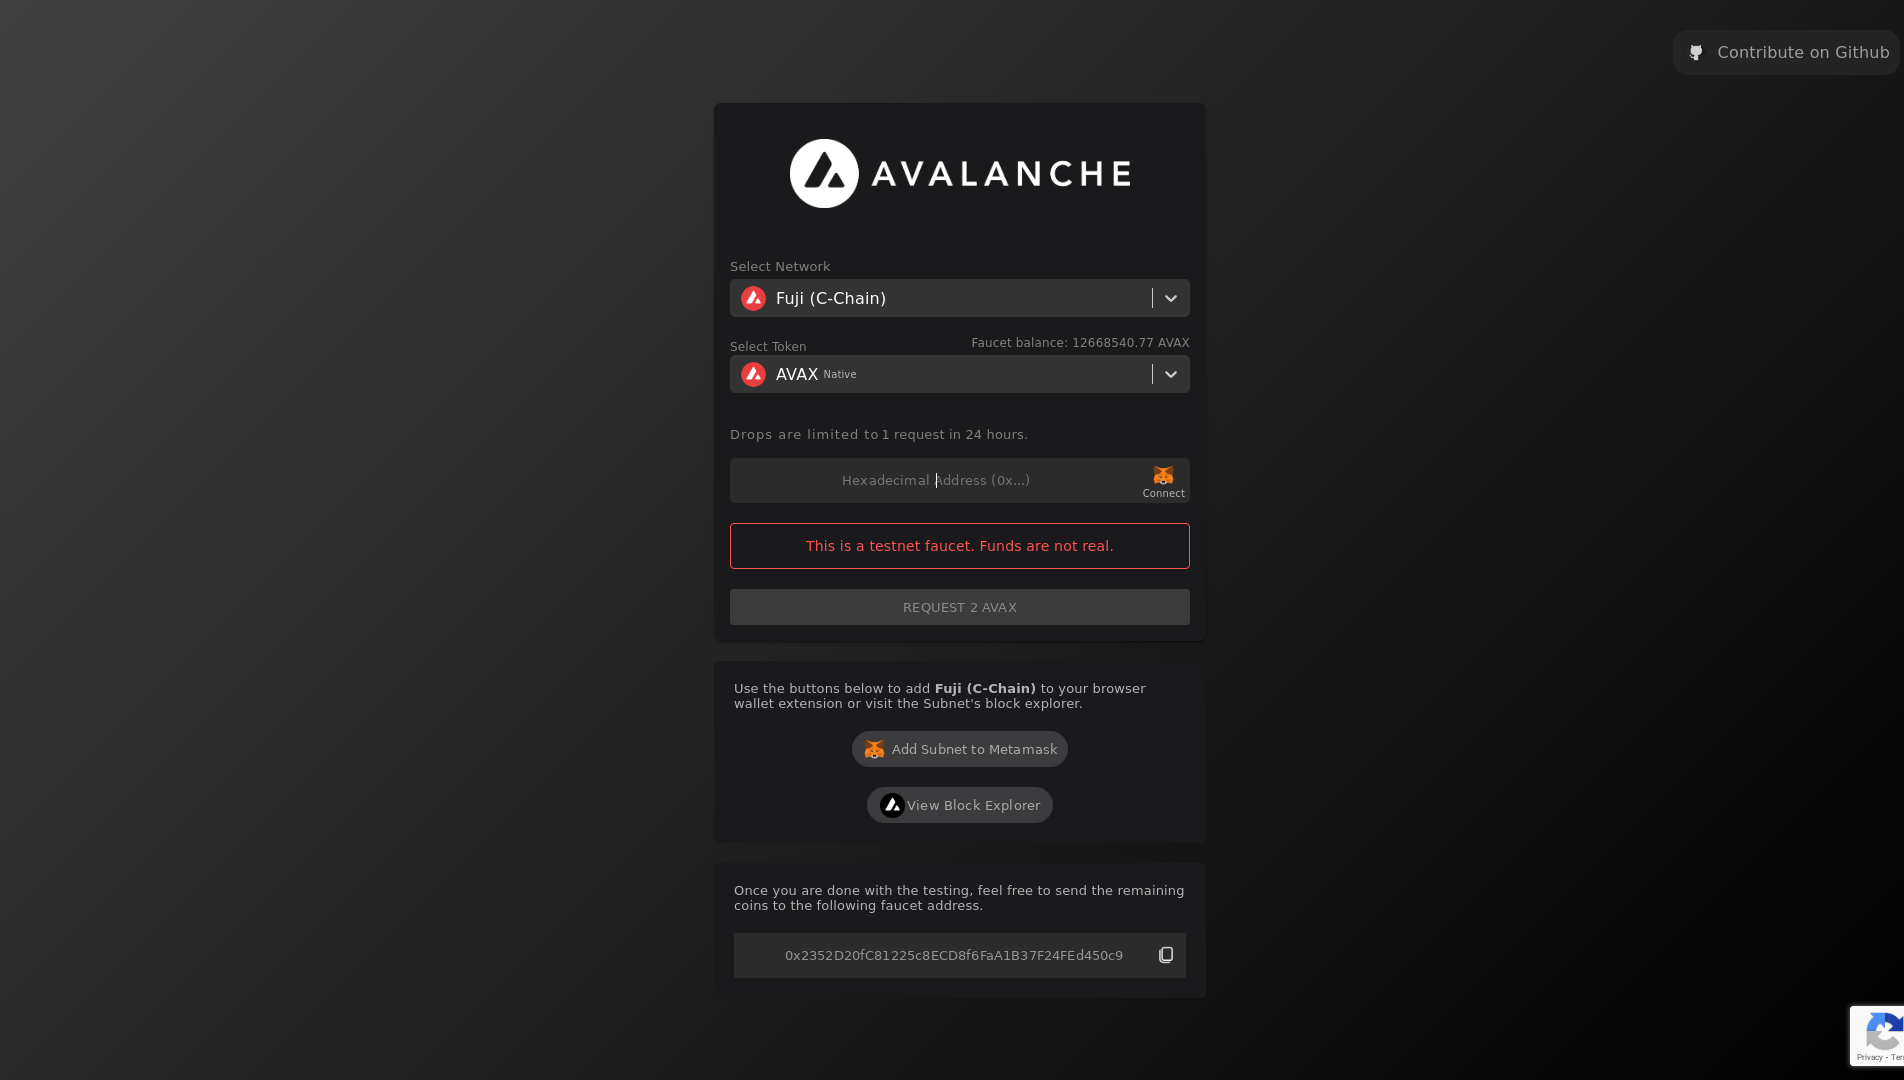 Contribute on Github
AVALANCHE
Select Network
Fuji (C-Chain)
Select Token
Faucet balance: 12668540.77 AVAX
AVAX Native
Drops are limited to 1 request in 24 hours.
Hexadecimal Address (0x...)
Connect
This is a testnet faucet. Funds are not real.
REQUEST 2 AVAX
Use the buttons below to add Fuji (C-Chain) to your browser
wallet extension or visit the Subnet's block explorer.
Add Subnet to Metamask
View Block Explorer
Once you are done with the testing, feel free to send the remaining
coins to the following faucet address.
0x2352D20fC81225c8ECD8f6FaA1B37F24FEd450c9
Privacy -